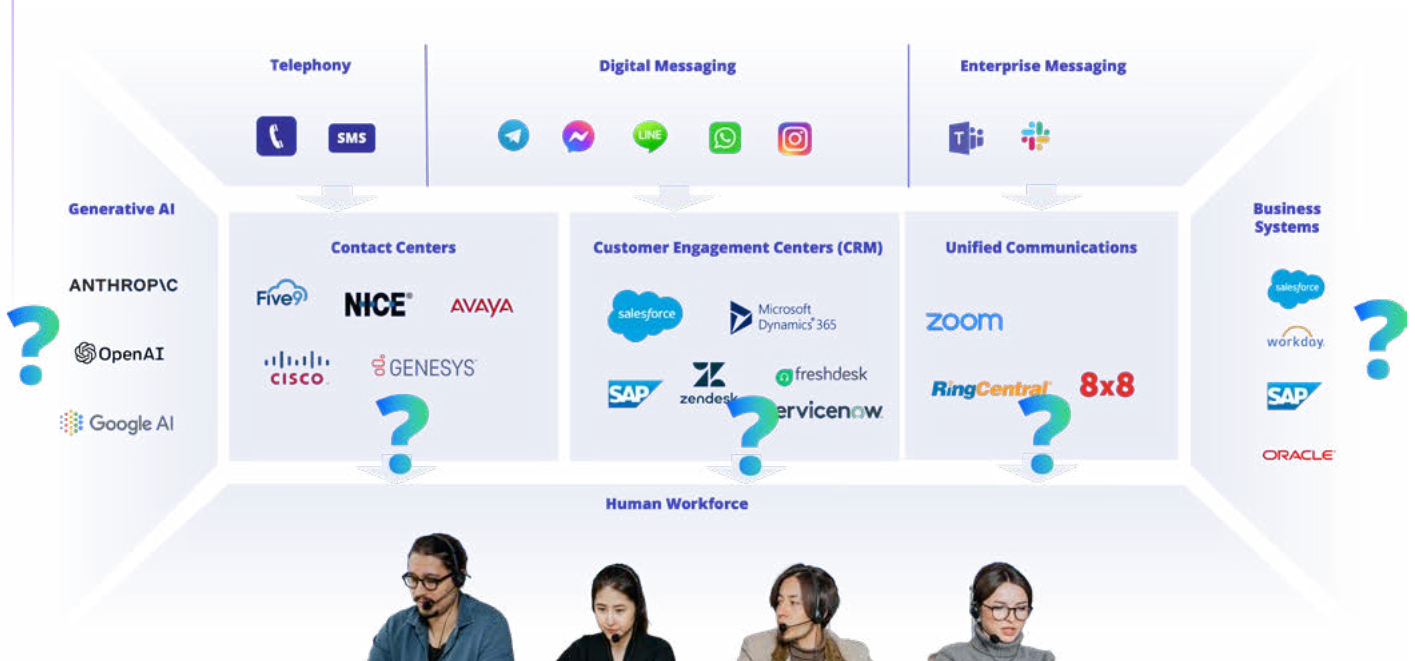 Telephony
Digital Messaging
Enterprise Messaging
SMS
LINE
T
Generative AI
Business
Systems
Contact Centers
Customer Engagement Centers (CRM)
Unified Communications
ANTHROP\C
OpenAI
Google AI
Five9
NICE®
AVAYA
CISCO
GENESYS
salesforce
Microsoft
Dynamics 365
SAP
zendesk
freshdesk
servicenow
zoom
RingCentral
8x8
salesforce
workday.
SAP
ORACLE
?
?
?
?
?
Human Workforce